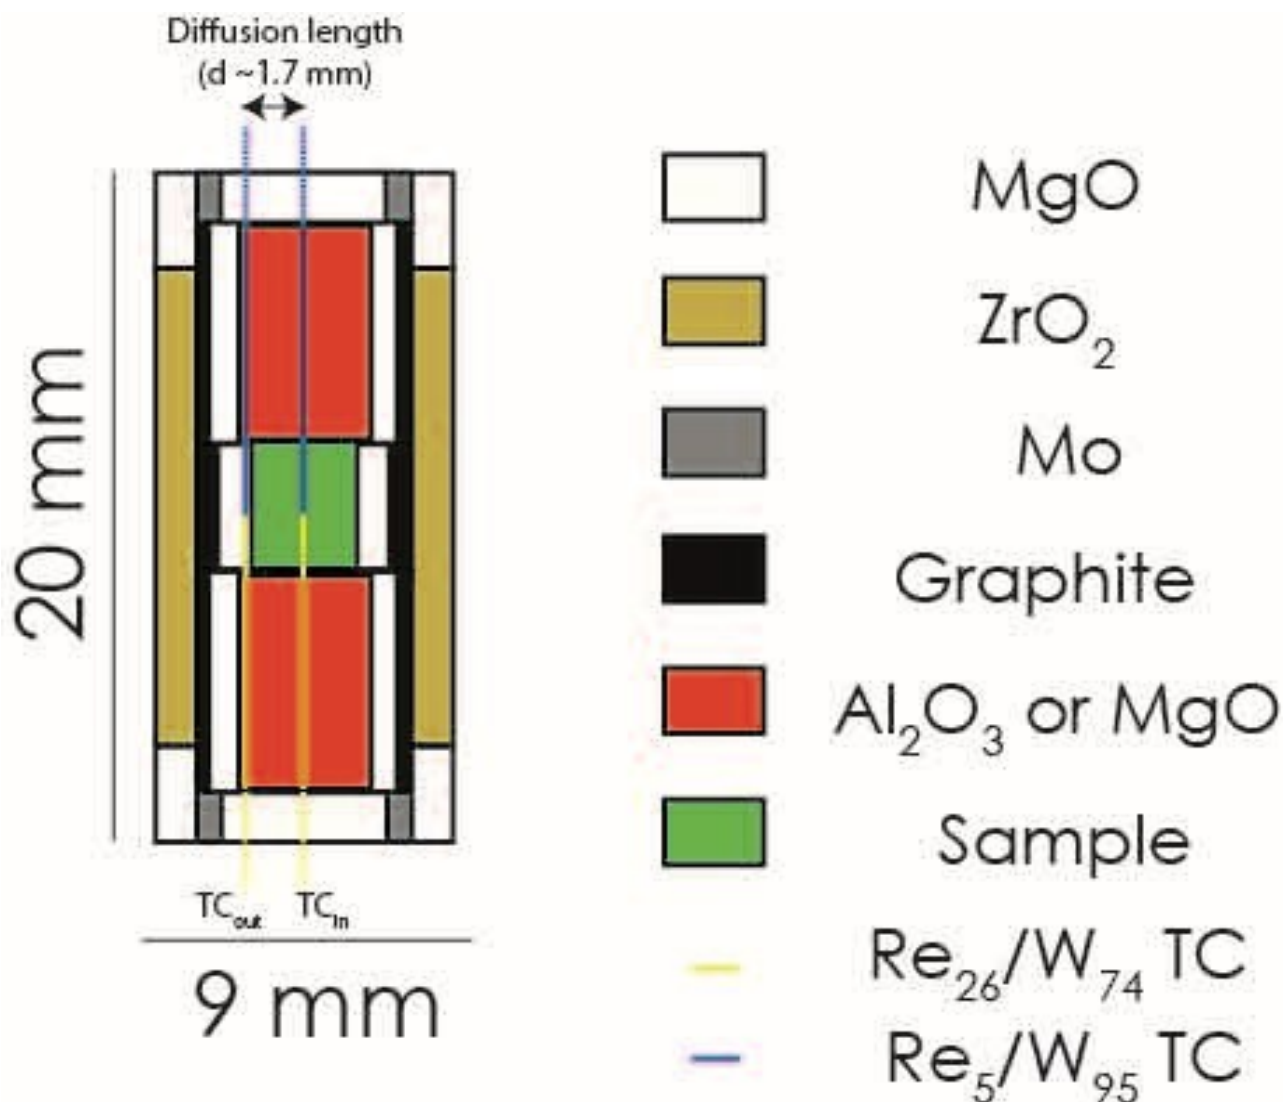 Diffusion length
(d ~1.7 mm)
20 mm
TC_out TC_in
9 mm
MgO
ZrO₂
Mo
Graphite
Al₂O₃ or MgO
Sample
Re₂₆/W₇₄ TC
Re₅/W₉₅ TC